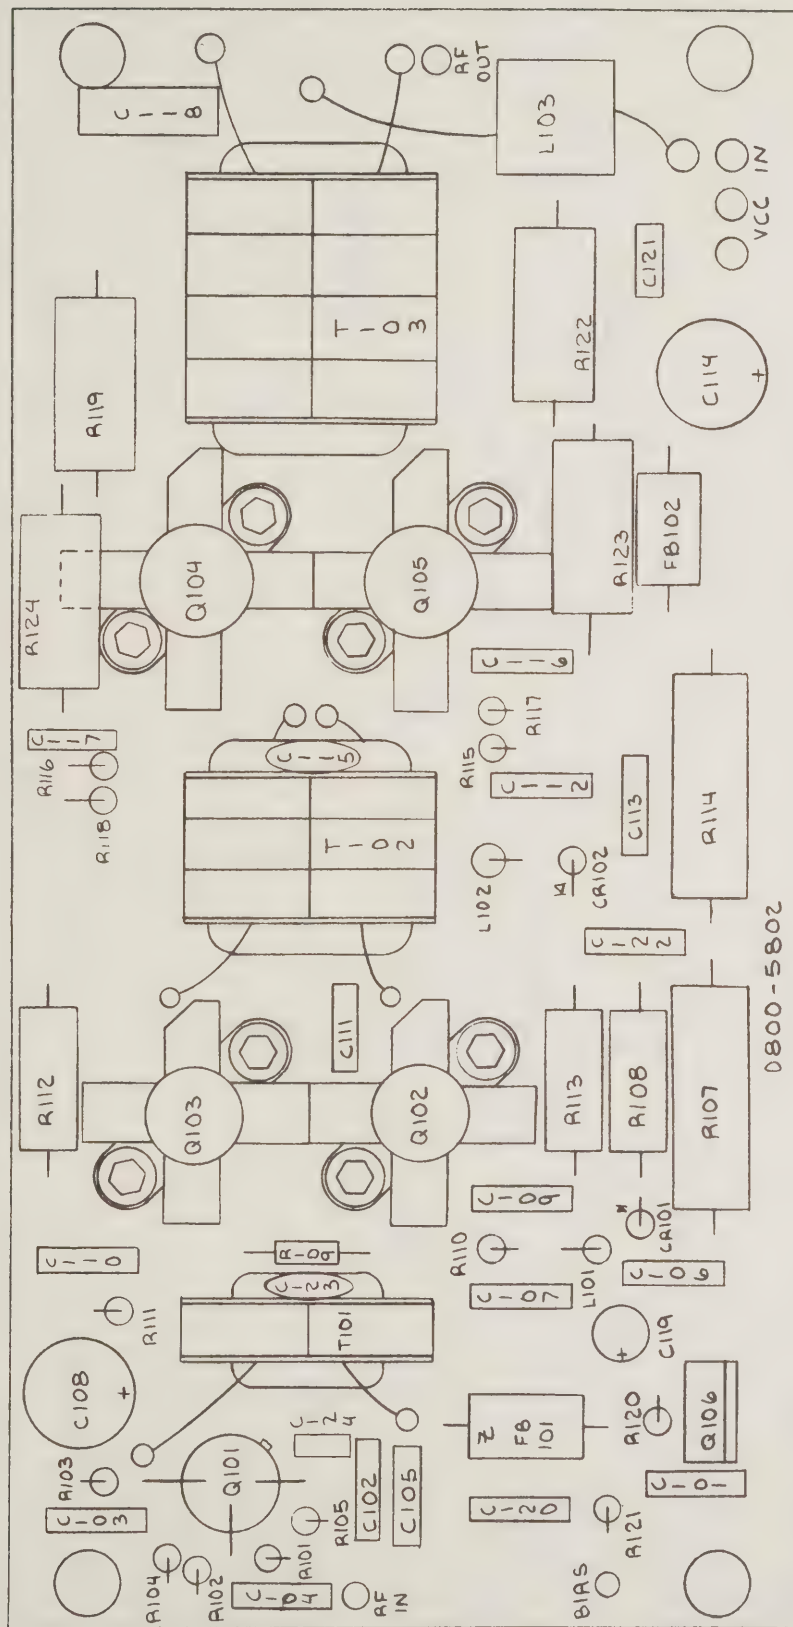 C118
RF OUT
L103
IN
VCC
C121
T103
R122
C114
+
R119
R124
Q104
Q105
R123
FB102
C116
R117
C117
R116
R118
C115
R115
C112
C113
R114
T102
L102
CR102
K
C122
0800-5802
C111
R112
Q103
Q102
R113
R108
R107
C109
CR101
K
C110
R109
C123
R110
L101
C106
C107
R111
T101
C119
+
C108
+
C124
Z
FB 101
R120
Q106
R103
Q101
C102
C105
C101
C103
R105
C120
R121
R104
R102
R101
C104
RF IN
BIAS